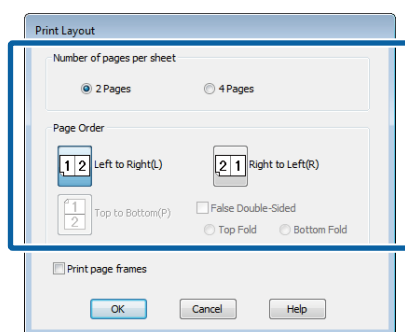 Print Layout
Number of pages per sheet
2 Pages 4 Pages
Page Order
1 2 Left to Right(L) 2 1 Right to Left(R)
1
2 Top to Bottom(P) False Double-Sided
Top Fold Bottom Fold
Print page frames
OK Cancel Help